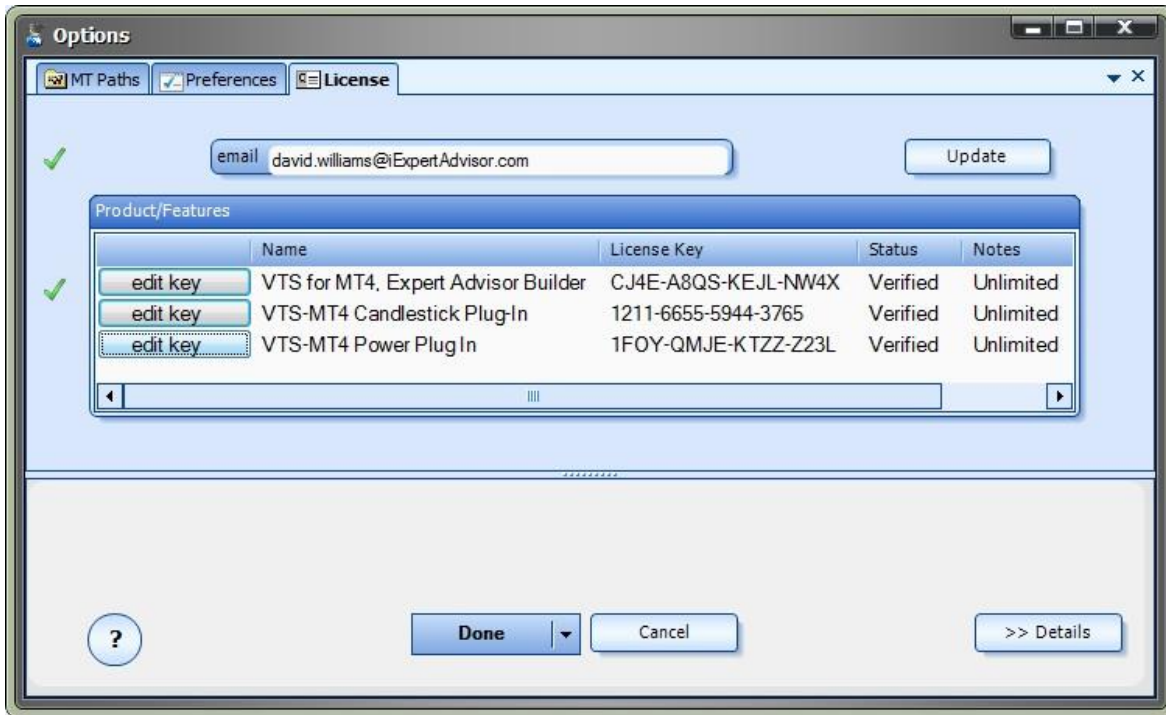 Options
MT Paths Preferences License
email david.williams@iExpertAdvisor.com Update
Product/Features
Name License Key Status Notes
edit key VTS for MT4, Expert Advisor Builder CJ4E-A8QS-KEJL-NW4X Verified Unlimited
edit key VTS-MT4 Candlestick Plug-In 1211-6655-5944-3765 Verified Unlimited
edit key VTS-MT4 Power Plug In 1FOY-QMJE-KTZZ-Z23L Verified Unlimited
? Done Cancel >> Details